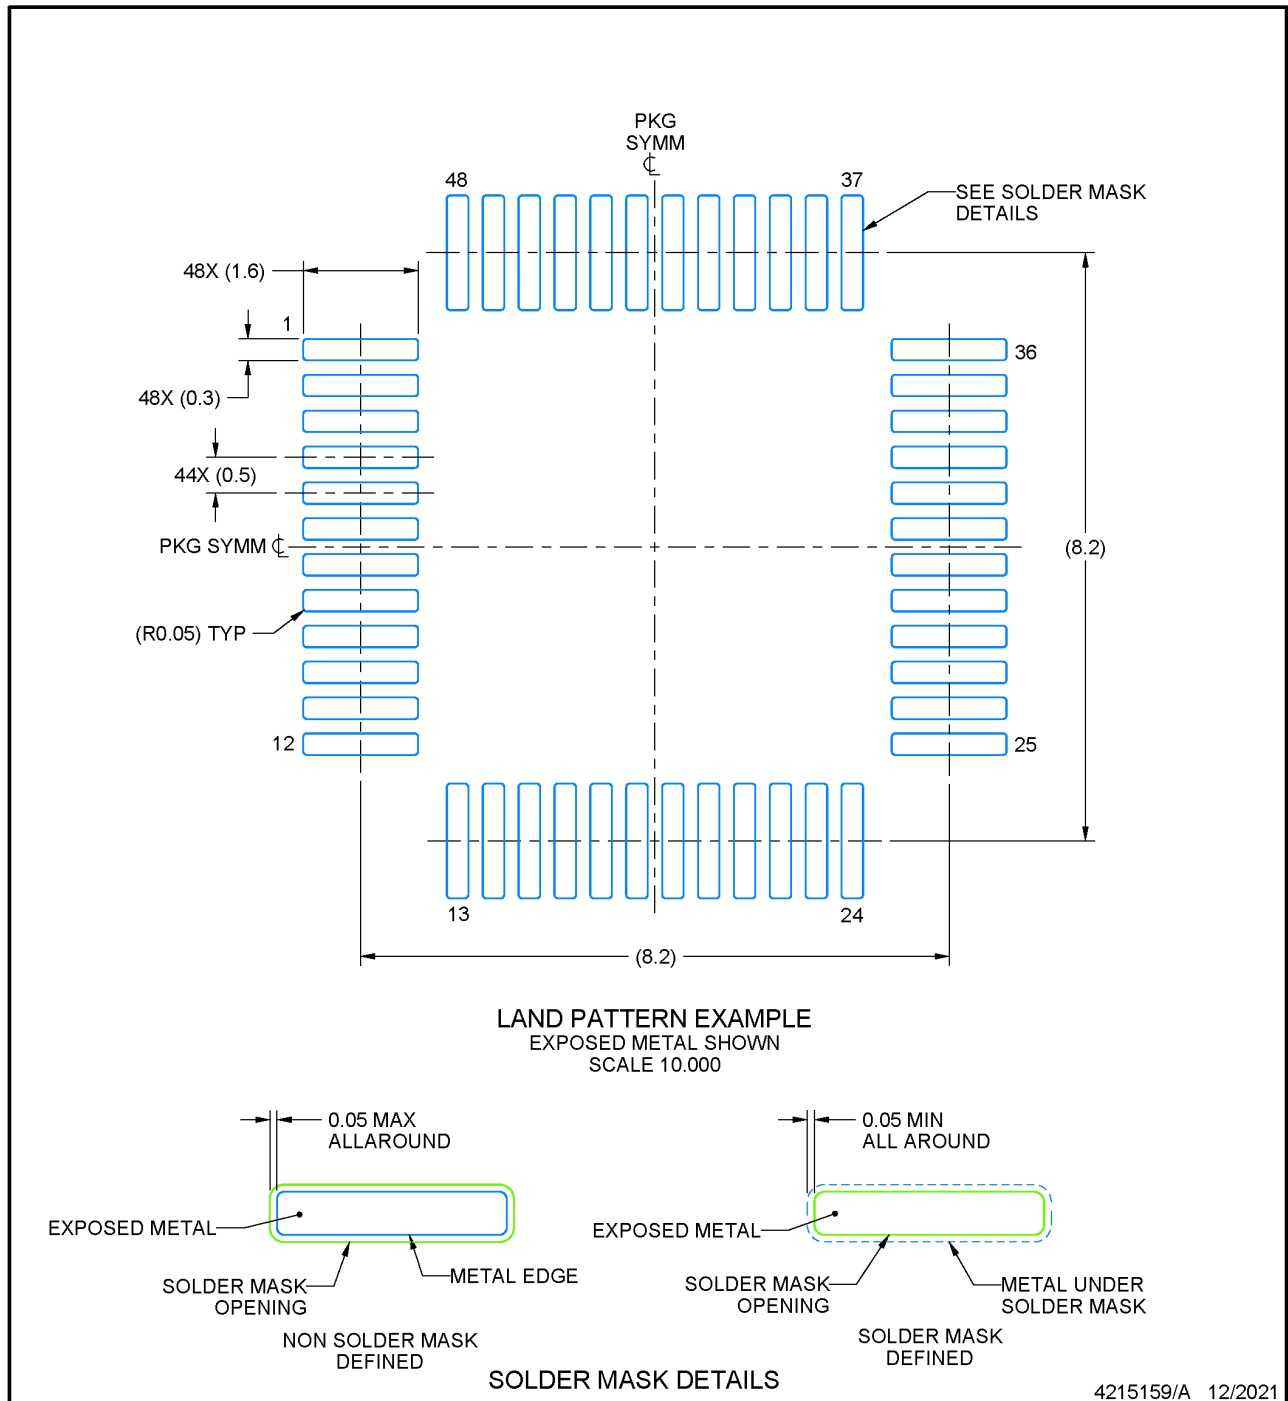 PKG
SYMM
℄
48
37
SEE SOLDER MASK
DETAILS
48X (1.6)
1
36
48X (0.3)
44X (0.5)
PKG SYMM ℄
(8.2)
(R0.05) TYP
12
25
13
24
(8.2)
LAND PATTERN EXAMPLE
EXPOSED METAL SHOWN
SCALE 10.000
0.05 MAX
ALLAROUND
EXPOSED METAL
SOLDER MASK
OPENING
METAL EDGE
NON SOLDER MASK
DEFINED
0.05 MIN
ALL AROUND
EXPOSED METAL
SOLDER MASK
OPENING
METAL UNDER
SOLDER MASK
SOLDER MASK
DEFINED
SOLDER MASK DETAILS
4215159/A 12/2021